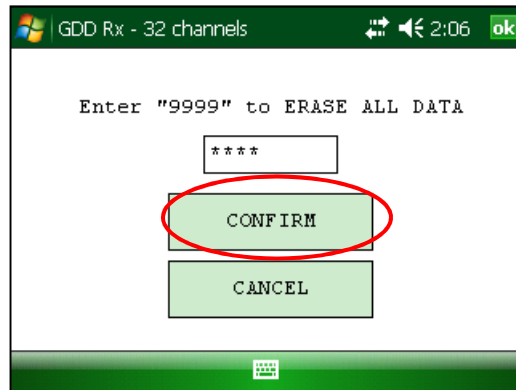 GDD Rx - 32 channels 2:06 ok
Enter "9999" to ERASE ALL DATA
****
CONFIRM
CANCEL